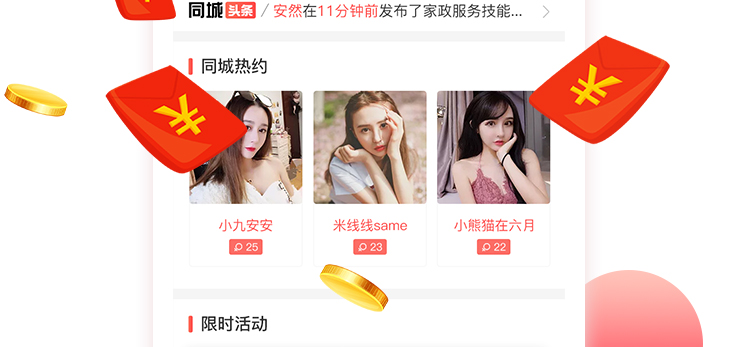 同城 头条 / 安然在11分钟前发布了家政服务技能...
同城热约
小九安安 米线线same 小熊猫在六月
25 23 22
限时活动
¥
¥